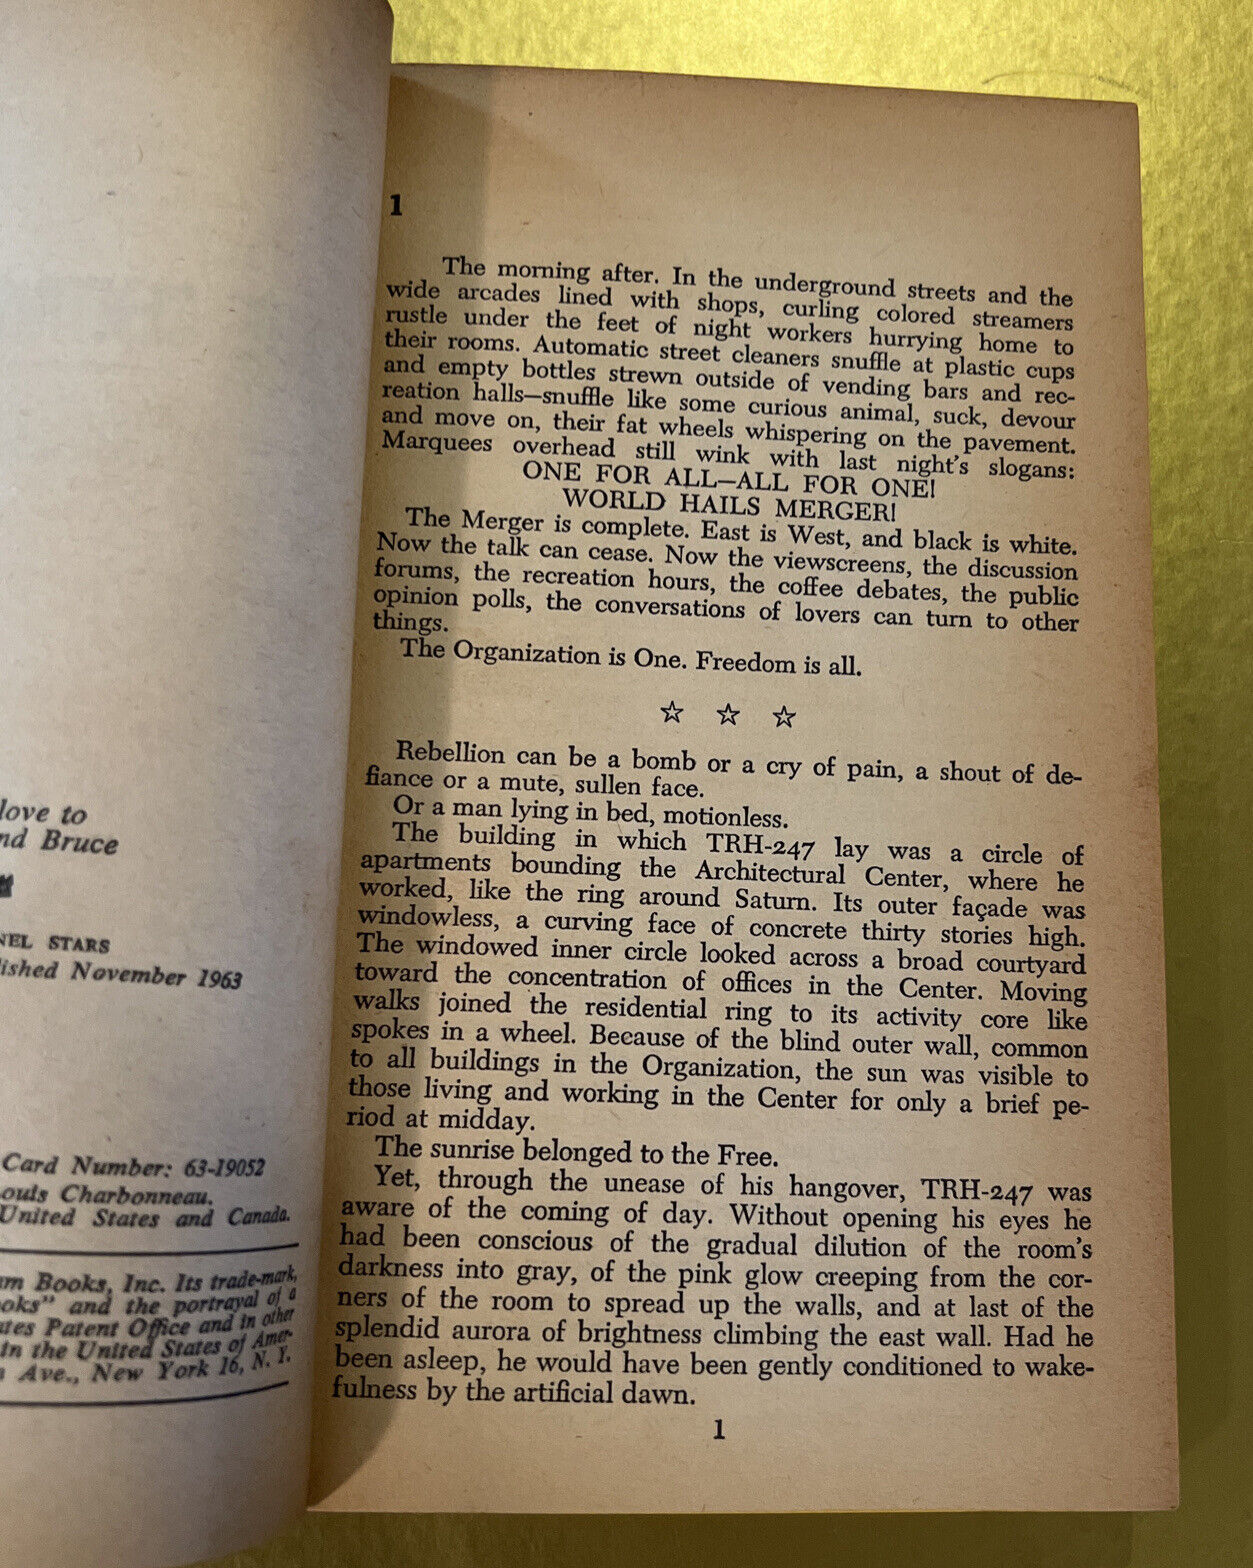 love to
nd Bruce
NEL STARS
lished November 1963
Card Number: 63-19052
ouis Charbonneau.
United States and Canada.
am Books, Inc. Its trade-mark,
ooks" and the portrayal of a
ates Patent Office and in other
in the United States of Amer-
Ave., New York 16, N. Y.
1
The morning after. In the underground streets and the
wide arcades lined with shops, curling colored streamers
rustle under the feet of night workers hurrying home to
their rooms. Automatic street cleaners snuffle at plastic cups
and empty bottles strewn outside of vending bars and rec-
reation halls—snuffle like some curious animal, suck, devour
and move on, their fat wheels whispering on the pavement.
Marquees overhead still wink with last night's slogans:
ONE FOR ALL—ALL FOR ONE!
WORLD HAILS MERGER!
The Merger is complete. East is West, and black is white.
Now the talk can cease. Now the viewscreens, the discussion
forums, the recreation hours, the coffee debates, the public
opinion polls, the conversations of lovers can turn to other
things.
The Organization is One. Freedom is all.
☆ ☆ ☆
Rebellion can be a bomb or a cry of pain, a shout of de-
fiance or a mute, sullen face.
Or a man lying in bed, motionless.
The building in which TRH-247 lay was a circle of
apartments bounding the Architectural Center, where he
worked, like the ring around Saturn. Its outer façade was
windowless, a curving face of concrete thirty stories high.
The windowed inner circle looked across a broad courtyard
toward the concentration of offices in the Center. Moving
walks joined the residential ring to its activity core like
spokes in a wheel. Because of the blind outer wall, common
to all buildings in the Organization, the sun was visible to
those living and working in the Center for only a brief pe-
riod at midday.
The sunrise belonged to the Free.
Yet, through the unease of his hangover, TRH-247 was
aware of the coming of day. Without opening his eyes he
had been conscious of the gradual dilution of the room's
darkness into gray, of the pink glow creeping from the cor-
ners of the room to spread up the walls, and at last of the
splendid aurora of brightness climbing the east wall. Had he
been asleep, he would have been gently conditioned to wake-
fulness by the artificial dawn.
1